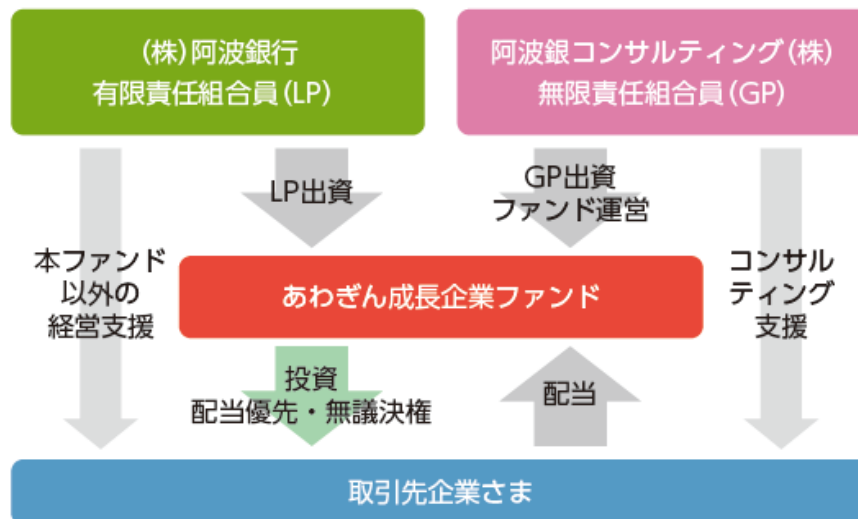 (株)阿波銀行
有限責任組合員(LP)
阿波銀コンサルティング(株)
無限責任組合員(GP)
LP出資
GP出資
ファンド運営
本ファンド
以外の
経営支援
あわぎん成長企業ファンド
コンサル
ティング
支援
投資
配当優先・無議決権
配当
取引先企業さま